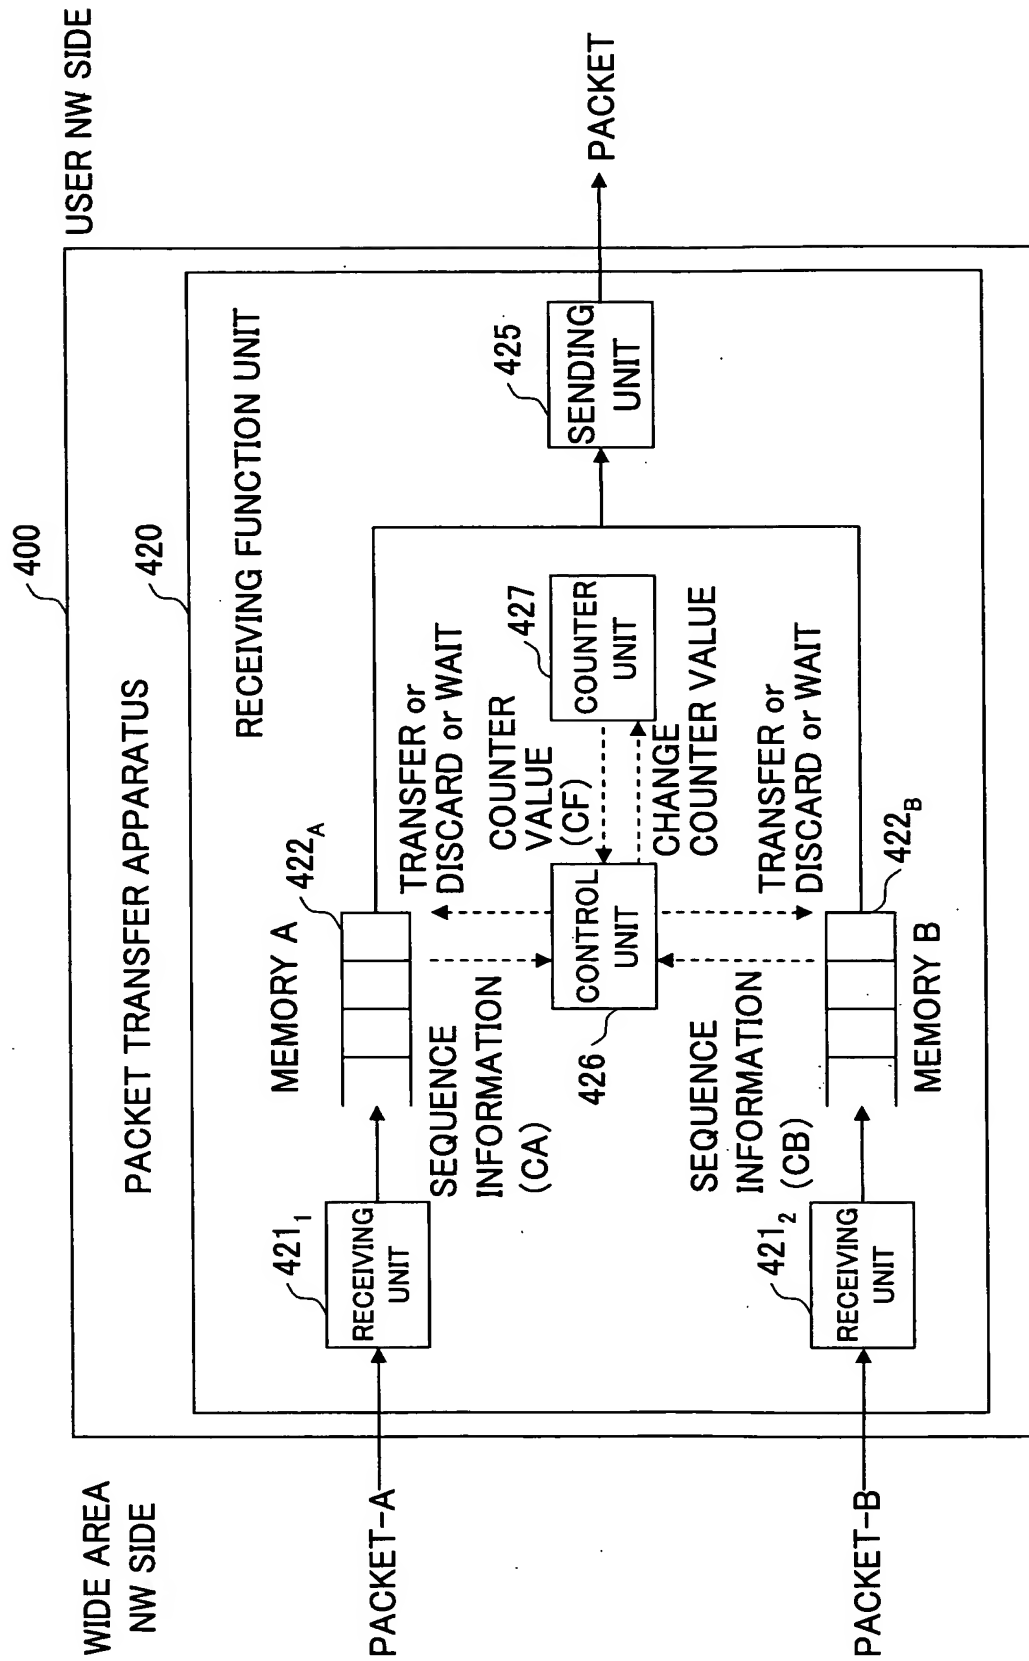 WIDE AREA
NW SIDE
USER NW SIDE
400
PACKET TRANSFER APPARATUS
420
RECEIVING FUNCTION UNIT
PACKET-A
421₁
RECEIVING
UNIT
MEMORY A
422A
SEQUENCE
INFORMATION
(CA)
TRANSFER or
DISCARD or WAIT
COUNTER
VALUE
(CF)
427
COUNTER
UNIT
425
SENDING
UNIT
PACKET
426
CONTROL
UNIT
CHANGE
COUNTER VALUE
SEQUENCE
INFORMATION
(CB)
TRANSFER or
DISCARD or WAIT
PACKET-B
421₂
RECEIVING
UNIT
MEMORY B
422B